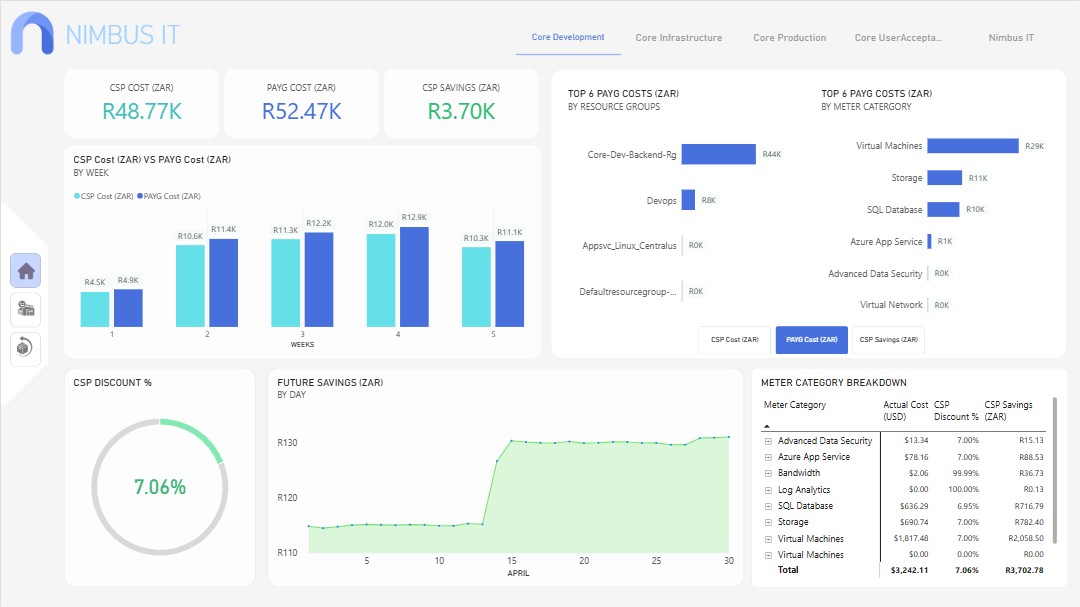 NIMBUS IT
Core Development
Core Infrastructure
Core Production
Core UserAccepta...
Nimbus IT
CSP COST (ZAR)
R48.77K
PAYG COST (ZAR)
R52.47K
CSP SAVINGS (ZAR)
R3.70K
CSP Cost (ZAR) VS PAYG Cost (ZAR)
BY WEEK
CSP Cost (ZAR) PAYG Cost (ZAR)
R4.5K R4.9K
R10.6K R11.4K
R11.3K R12.2K
R12.0K R12.9K
R10.3K R11.1K
1 2 3 4 5
WEEKS
TOP 6 PAYG COSTS (ZAR)
BY RESOURCE GROUPS
Core-Dev-Backend-Rg R44K
Devops R8K
Appsvc_Linux_Centralus R0K
Defaultresourcegroup-... R0K
TOP 6 PAYG COSTS (ZAR)
BY METER CATERGORY
Virtual Machines R29K
Storage R11K
SQL Database R10K
Azure App Service R1K
Advanced Data Security R0K
Virtual Network R0K
CSP Cost (ZAR) PAYG Cost (ZAR) CSP Savings (ZAR)
CSP DISCOUNT %
7.06%
FUTURE SAVINGS (ZAR)
BY DAY
R130
R120
R110
5 10 15 20 25 30
APRIL
METER CATEGORY BREAKDOWN
Meter Category Actual Cost (USD) CSP Discount % CSP Savings (ZAR)
Advanced Data Security $13.34 7.00% R15.13
Azure App Service $78.16 7.00% R88.53
Bandwidth $2.06 99.99% R36.73
Log Analytics $0.00 100.00% R0.13
SQL Database $636.29 6.95% R716.79
Storage $690.74 7.00% R782.40
Virtual Machines $1,817.48 7.00% R2,058.50
Virtual Machines $0.00 0.00% R0.00
Total $3,242.11 7.06% R3,702.78